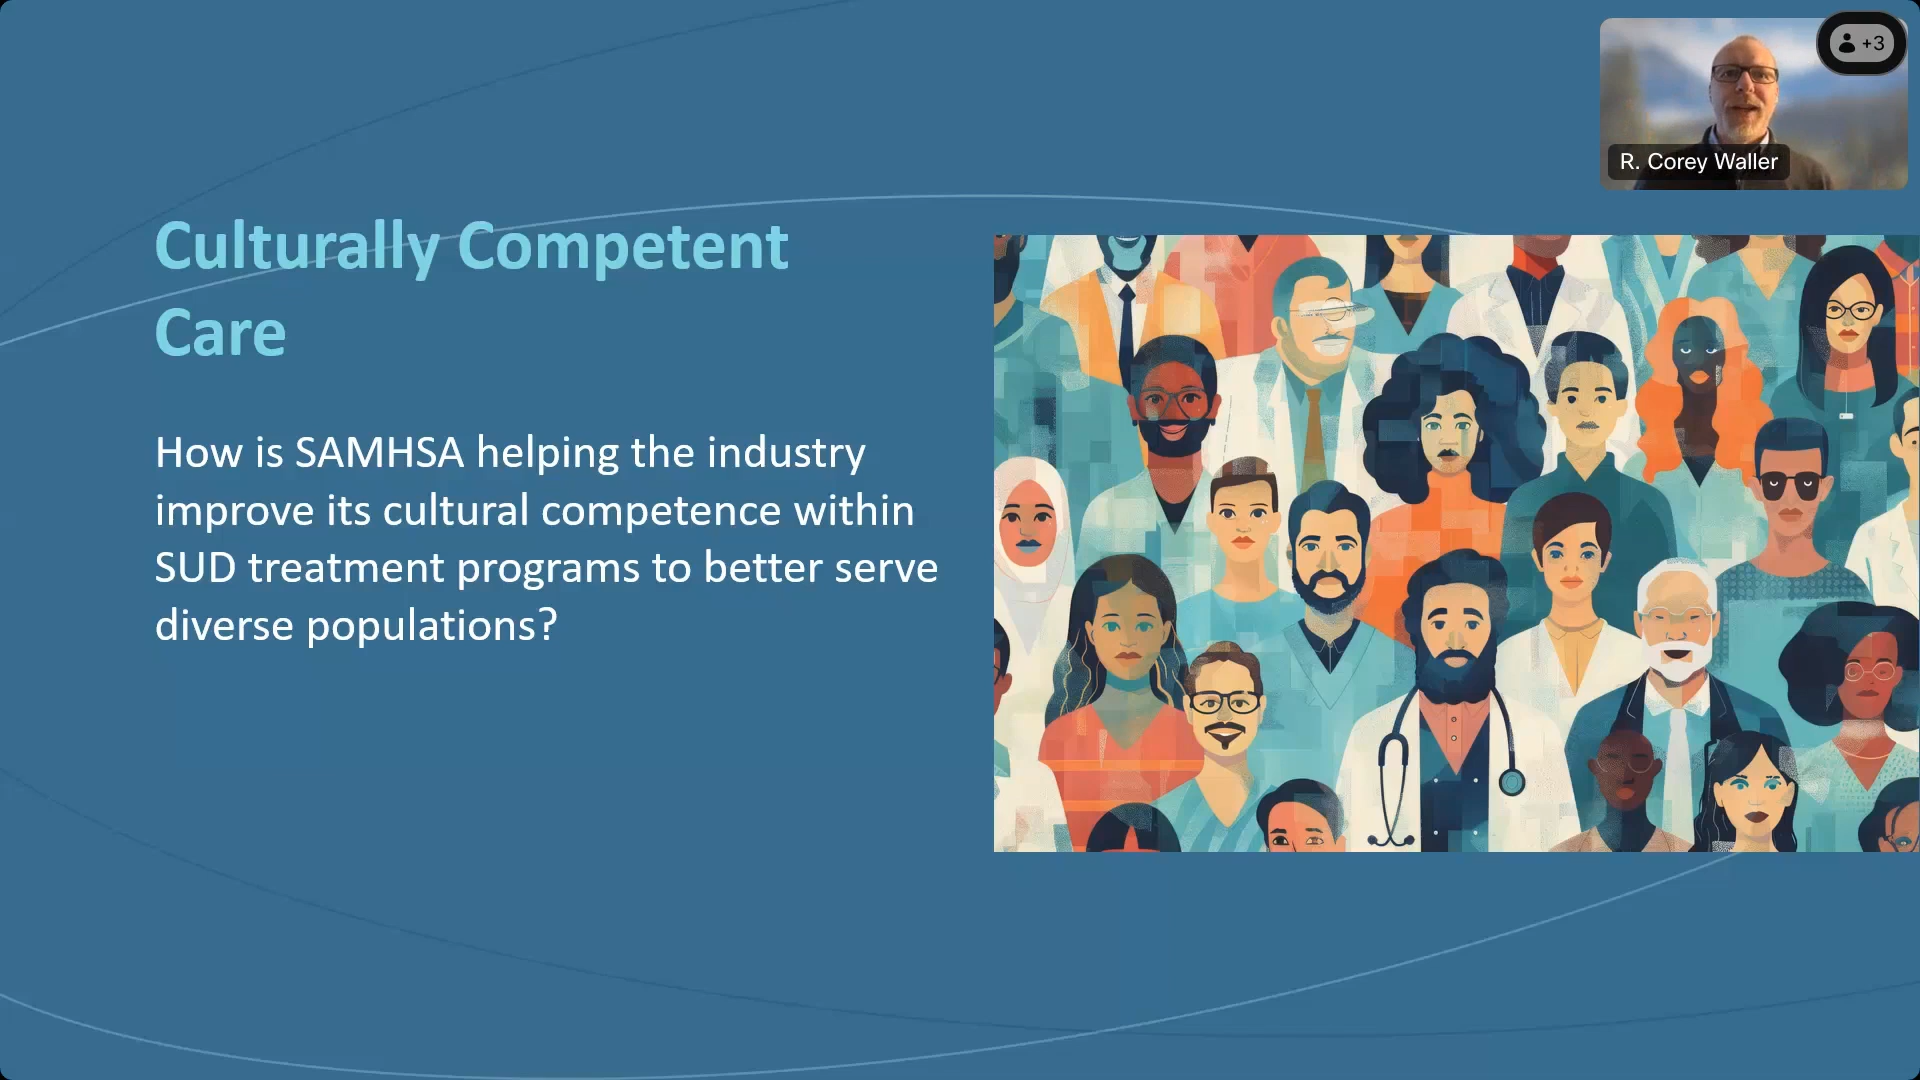 +3
R. Corey Waller
Culturally Competent
Care
How is SAMHSA helping the industry
improve its cultural competence within
SUD treatment programs to better serve
diverse populations?